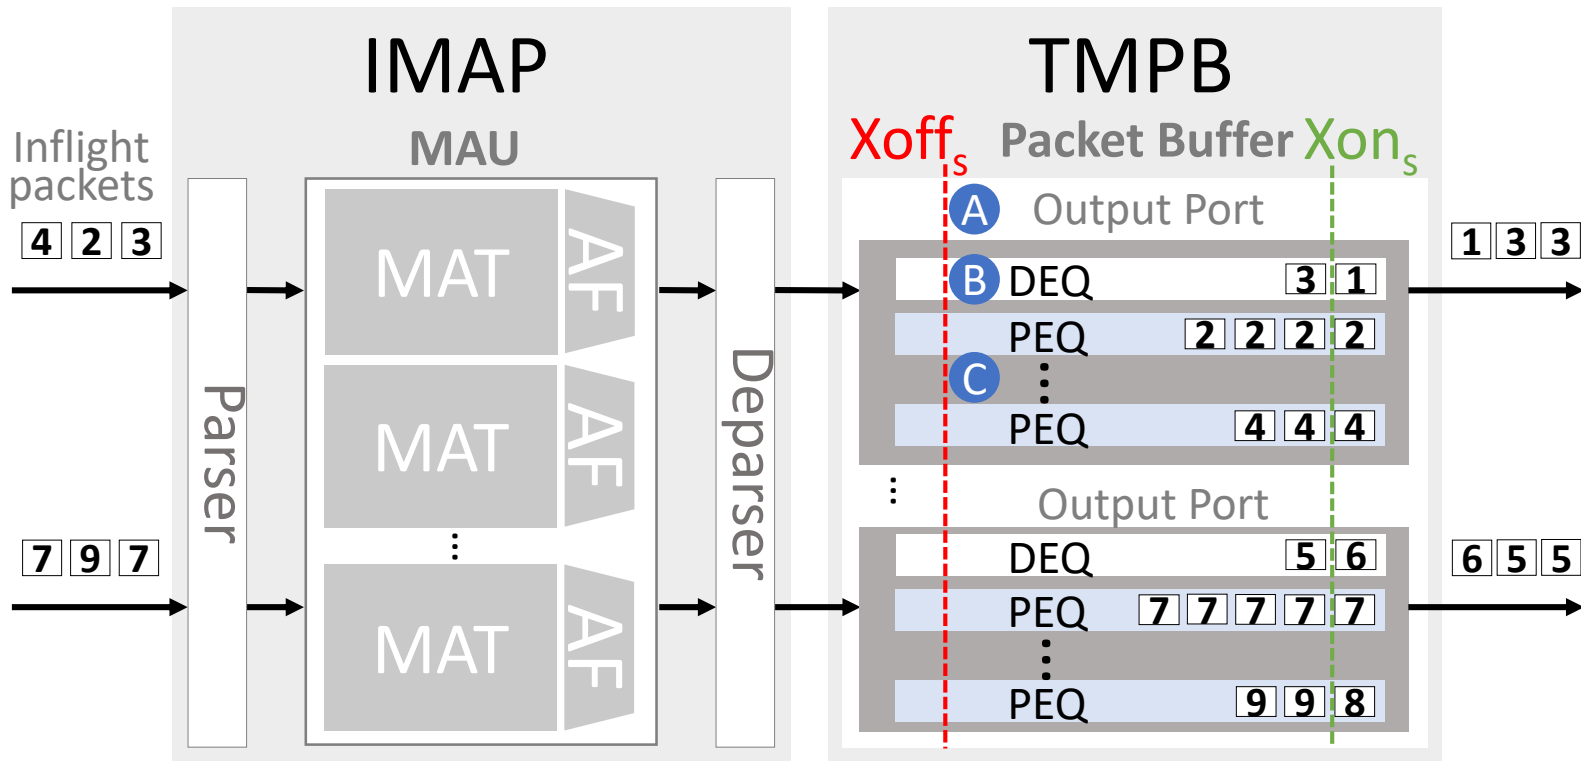 IMAP
TMPB
Inflight
packets
MAU
Xoff_s
Packet Buffer
Xon_s
4 2 3
7 9 7
Parser
MAT
AF
MAT
AF
...
MAT
AF
Deparser
A
Output Port
B
DEQ
3 1
PEQ
2 2 2 2
C
...
PEQ
4 4 4
...
Output Port
DEQ
5 6
PEQ
7 7 7 7 7
...
PEQ
9 9 8
1 3 3
6 5 5